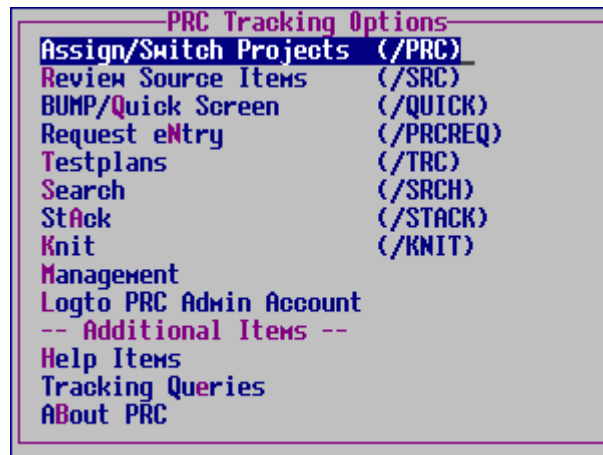 PRC Tracking Options
Assign/Switch Projects (/PRC)
Review Source Items (/SRC)
BUMP/Quick Screen (/QUICK)
Request eNtry (/PRCREQ)
Testplans (/TRC)
Search (/SRCH)
StAck (/STACK)
Knit (/KNIT)
Management
Logto PRC Admin Account
-- Additional Items --
Help Items
Tracking Queries
ABout PRC